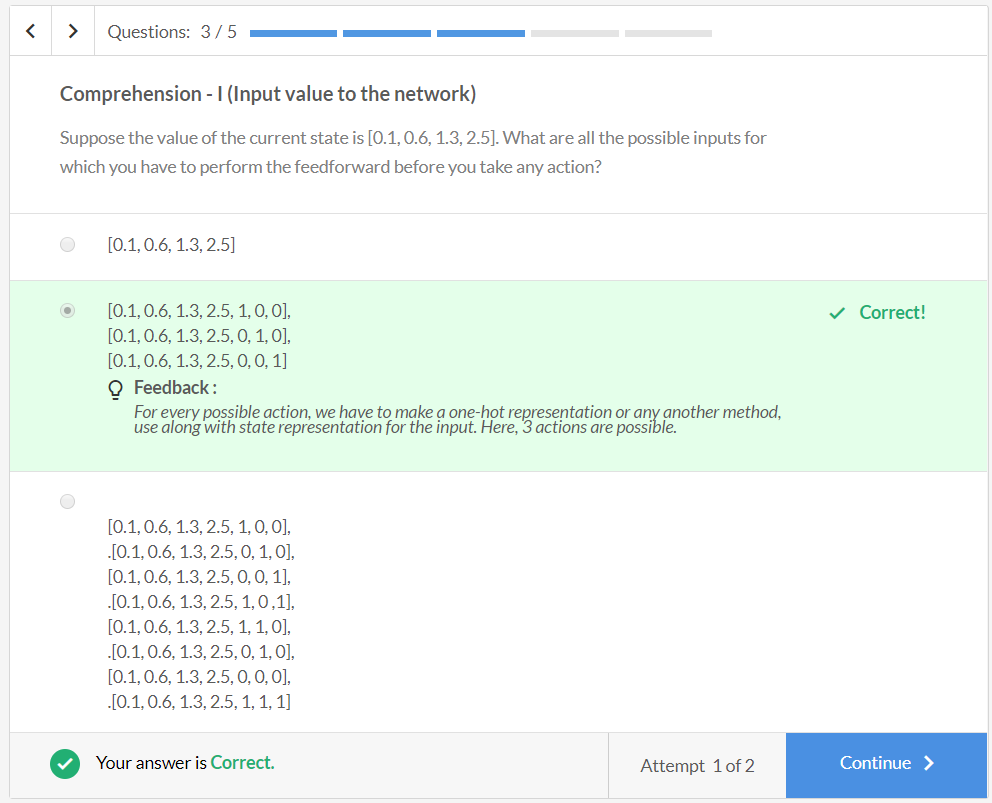 Questions: 3 / 5
Comprehension - I (Input value to the network)
Suppose the value of the current state is [0.1, 0.6, 1.3, 2.5]. What are all the possible inputs for
which you have to perform the feedforward before you take any action?
[0.1, 0.6, 1.3, 2.5]
[0.1, 0.6, 1.3, 2.5, 1, 0, 0],
[0.1, 0.6, 1.3, 2.5, 0, 1, 0],
[0.1, 0.6, 1.3, 2.5, 0, 0, 1]
Correct!
Feedback :
For every possible action, we have to make a one-hot representation or any another method,
use along with state representation for the input. Here, 3 actions are possible.
[0.1, 0.6, 1.3, 2.5, 1, 0, 0],
.[0.1, 0.6, 1.3, 2.5, 0, 1, 0],
[0.1, 0.6, 1.3, 2.5, 0, 0, 1],
.[0.1, 0.6, 1.3, 2.5, 1, 0 ,1],
[0.1, 0.6, 1.3, 2.5, 1, 1, 0],
.[0.1, 0.6, 1.3, 2.5, 0, 1, 0],
[0.1, 0.6, 1.3, 2.5, 0, 0, 0],
.[0.1, 0.6, 1.3, 2.5, 1, 1, 1]
Your answer is Correct.
Attempt 1 of 2
Continue